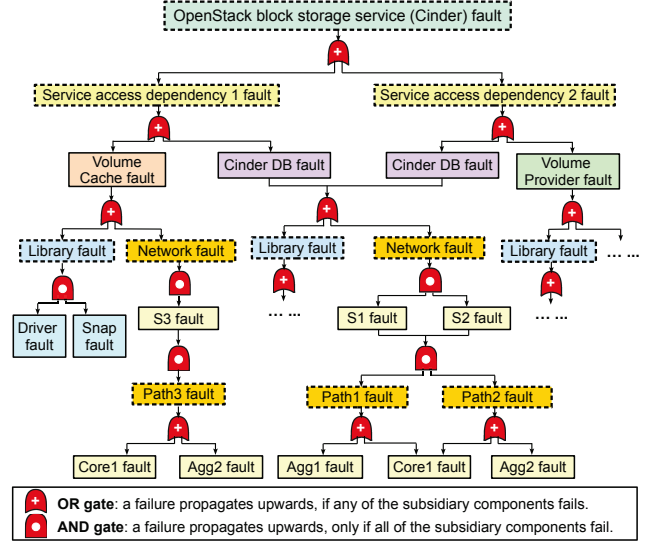 OpenStack block storage service (Cinder) fault
Service access dependency 1 fault
Service access dependency 2 fault
Volume
Cache fault
Cinder DB fault
Cinder DB fault
Volume
Provider fault
Library fault
Network fault
Library fault
Network fault
Library fault
... ...
Driver
fault
Snap
fault
S3 fault
... ...
S1 fault
S2 fault
... ...
Path3 fault
Path1 fault
Path2 fault
Core1 fault
Agg2 fault
Agg1 fault
Core1 fault
Agg2 fault
OR gate: a failure propagates upwards, if any of the subsidiary components fails.
AND gate: a failure propagates upwards, only if all of the subsidiary components fail.